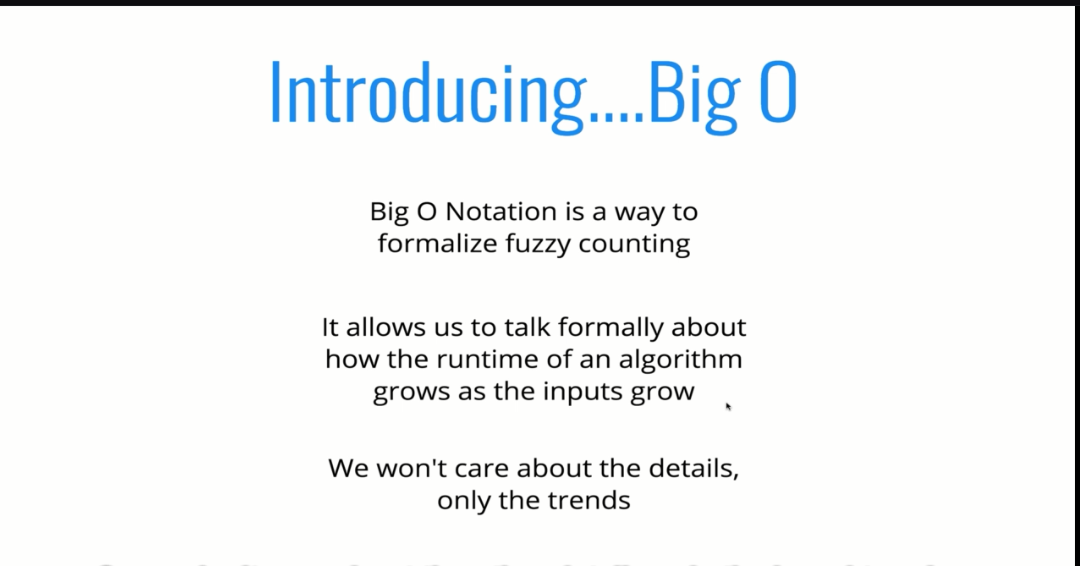 Introducing....Big O
Big O Notation is a way to
formalize fuzzy counting
It allows us to talk formally about
how the runtime of an algorithm
grows as the inputs grow
We won't care about the details,
only the trends